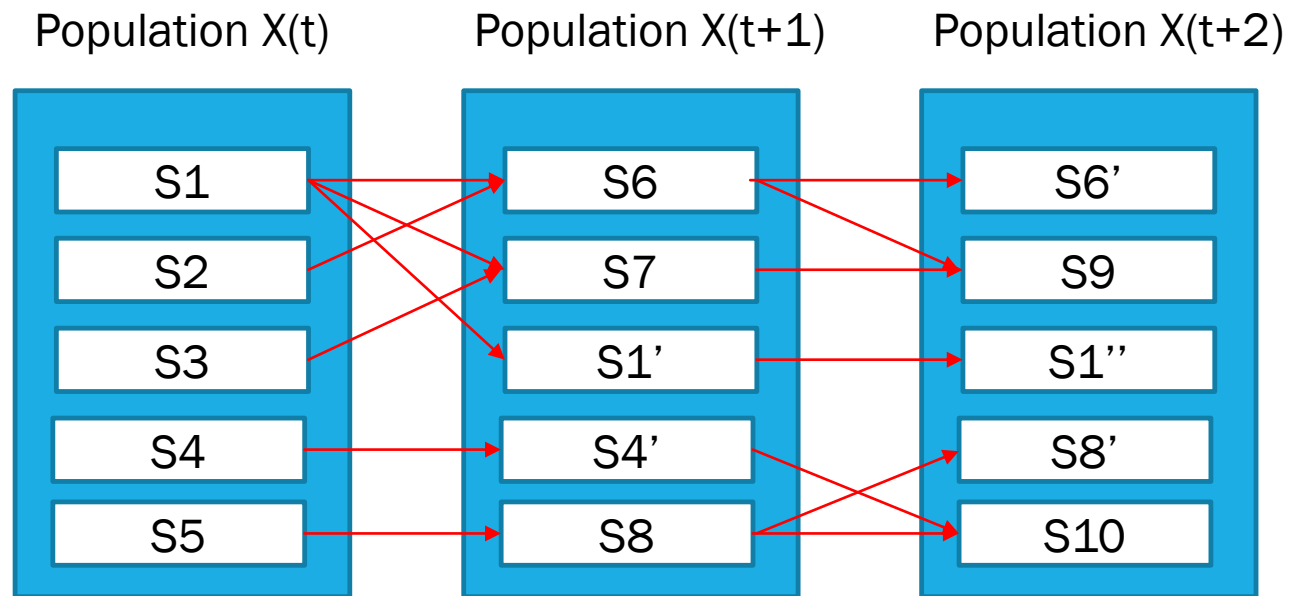 Population X(t) Population X(t+1) Population X(t+2)
S1 S6 S6’
S2 S7 S9
S3 S1’ S1’’
S4 S4’ S8’
S5 S8 S10